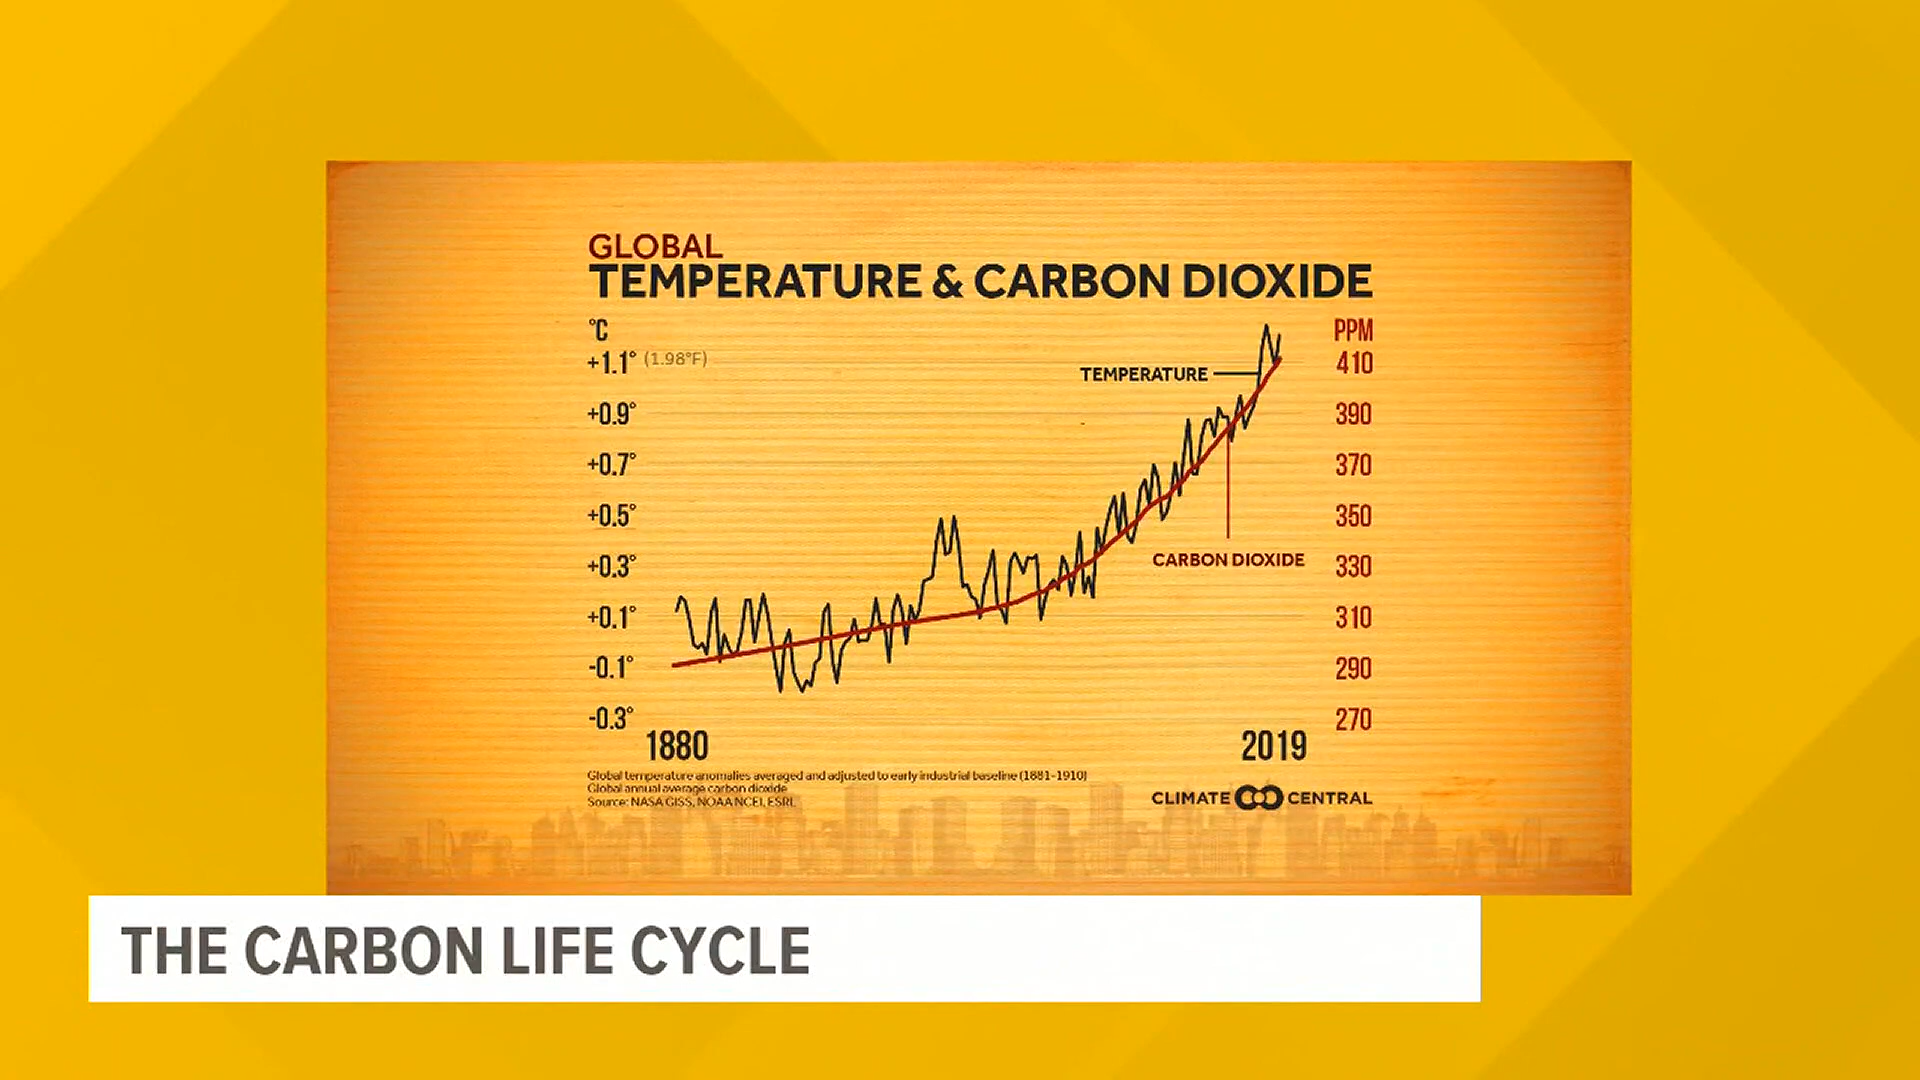 GLOBAL
TEMPERATURE & CARBON DIOXIDE
°C
PPM
+1.1° (1.98°F)
410
TEMPERATURE
+0.9°
390
+0.7°
370
+0.5°
350
CARBON DIOXIDE
+0.3°
330
+0.1°
310
-0.1°
290
-0.3°
270
1880
2019
Global temperature anomalies averaged and adjusted to early industrial baseline (1881-1910)
Global annual average carbon dioxide
Source: NASA GISS, NOAA NCEI, ESRL
CLIMATE CENTRAL
THE CARBON LIFE CYCLE